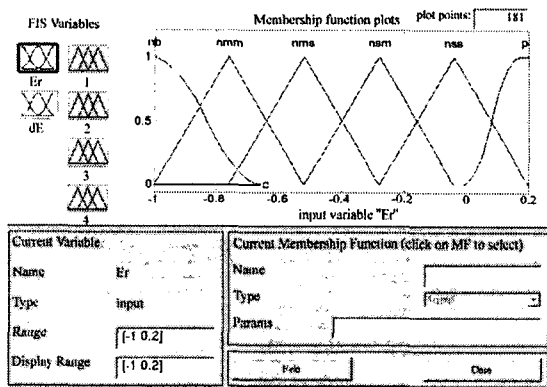 FIS Variables
Membership function plots
plot points: 181
nb nmm nms nsm nss p
Er 1
dE 2
3
4
1
0.5
0
-1 -0.8 -0.6 -0.4 -0.2 0 0.2
input variable "Er"
Current Variable
Name Er
Type input
Range [-1 0.2]
Display Range [-1 0.2]
Current Membership Function (click on MF to select)
Name
Type
Params
Help Close